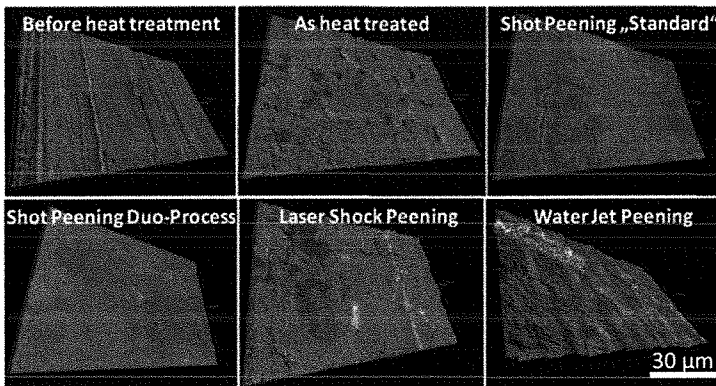 Before heat treatment
As heat treated
Shot Peening „Standard“
Shot Peening Duo-Process
Laser Shock Peening
Water Jet Peening
30 µm